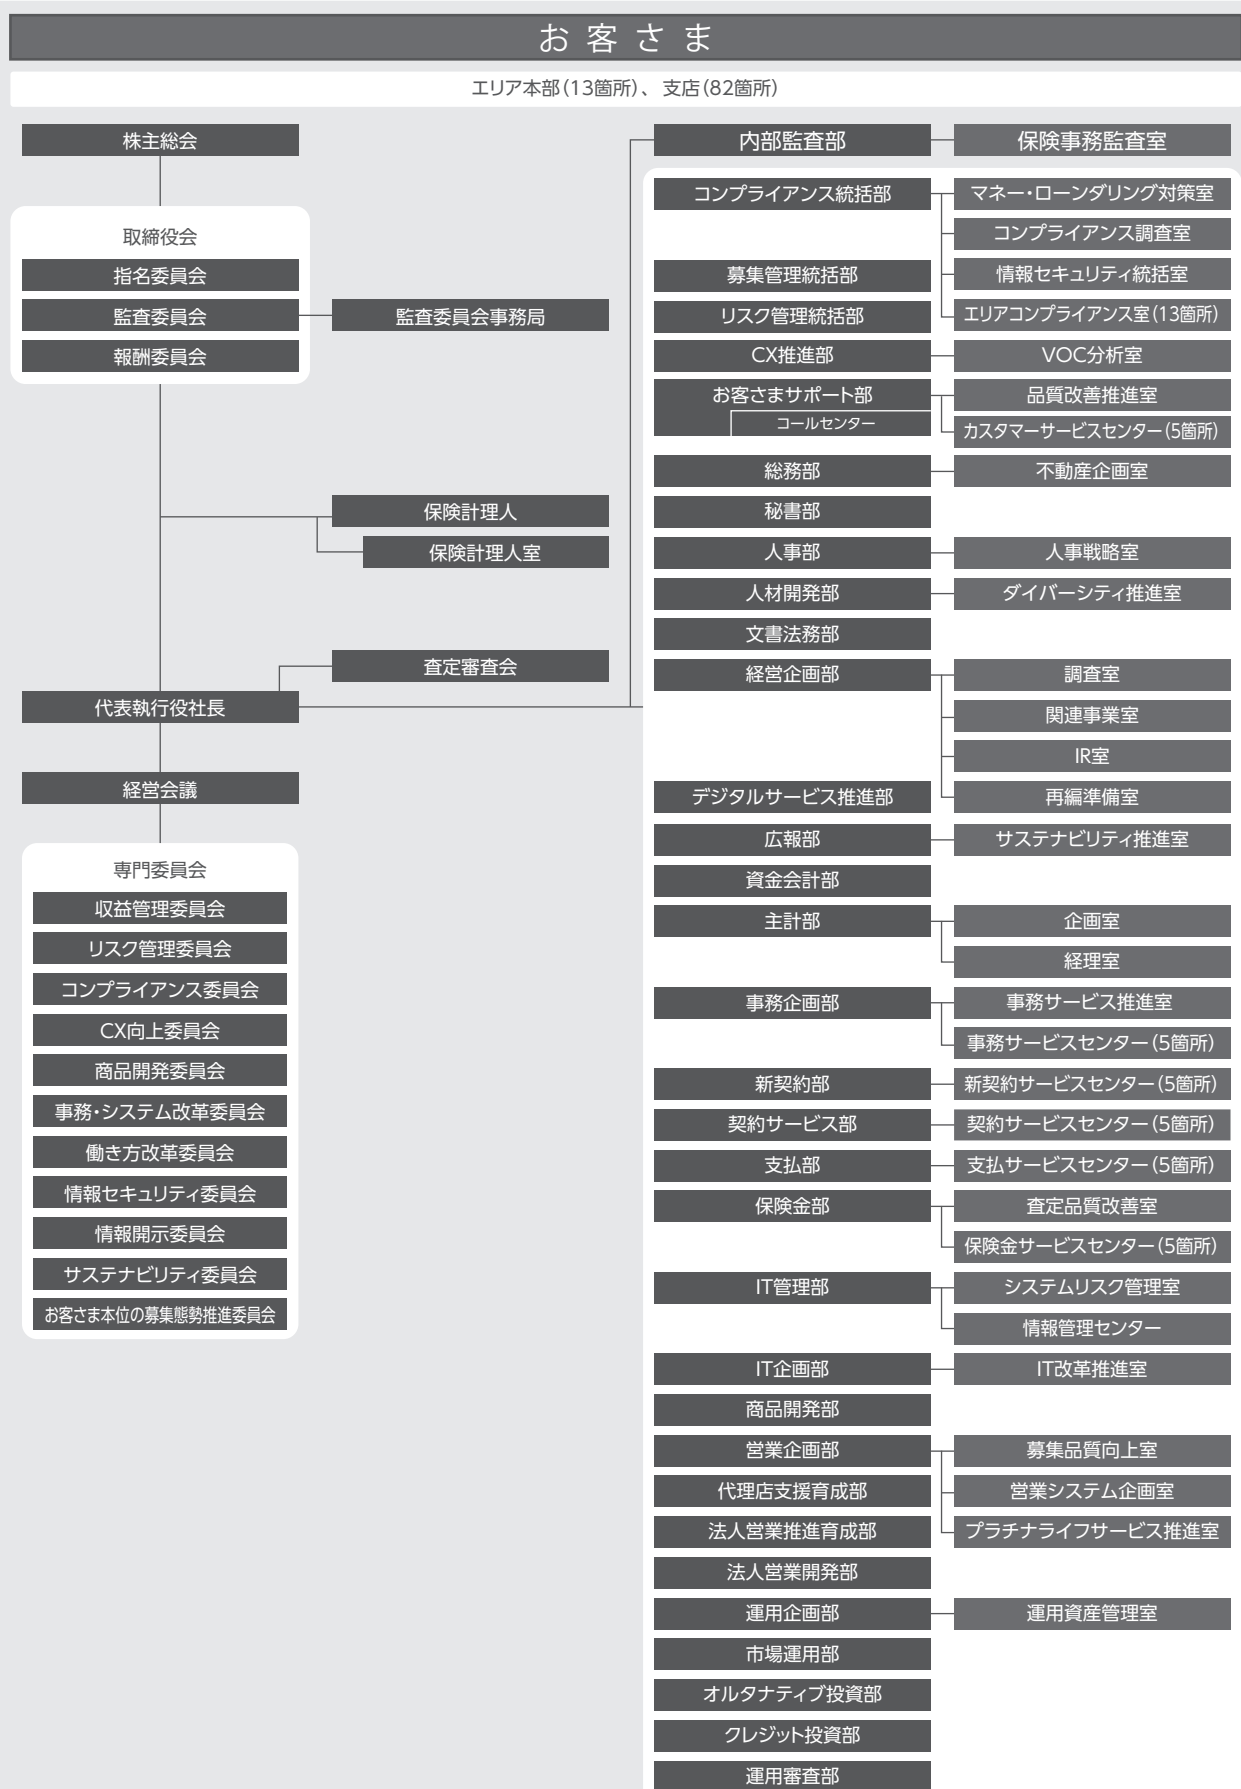 お客さま
エリア本部（13箇所）、 支店（82箇所）
株主総会
取締役会
指名委員会
監査委員会
監査委員会事務局
報酬委員会
保険計理人
保険計理人室
査定審査会
代表執行役社長
経営会議
専門委員会
収益管理委員会
リスク管理委員会
コンプライアンス委員会
CX向上委員会
商品開発委員会
事務・システム改革委員会
働き方改革委員会
情報セキュリティ委員会
情報開示委員会
サステナビリティ委員会
お客さま本位の募集態勢推進委員会
内部監査部
保険事務監査室
コンプライアンス統括部
マネー・ローンダリング対策室
コンプライアンス調査室
募集管理統括部
情報セキュリティ統括室
リスク管理統括部
エリアコンプライアンス室（13箇所）
CX推進部
VOC分析室
お客さまサポート部
品質改善推進室
コールセンター
カスタマーサービスセンター（5箇所）
総務部
不動産企画室
秘書部
人事部
人事戦略室
人材開発部
ダイバーシティ推進室
文書法務部
経営企画部
調査室
関連事業室
IR室
デジタルサービス推進部
再編準備室
広報部
サステナビリティ推進室
資金会計部
主計部
企画室
経理室
事務企画部
事務サービス推進室
事務サービスセンター（5箇所）
新契約部
新契約サービスセンター（5箇所）
契約サービス部
契約サービスセンター（5箇所）
支払部
支払サービスセンター（5箇所）
保険金部
査定品質改善室
保険金サービスセンター（5箇所）
IT管理部
システムリスク管理室
情報管理センター
IT企画部
IT改革推進室
商品開発部
営業企画部
募集品質向上室
代理店支援育成部
営業システム企画室
法人営業推進育成部
プラチナライフサービス推進室
法人営業開発部
運用企画部
運用資産管理室
市場運用部
オルタナティブ投資部
クレジット投資部
運用審査部